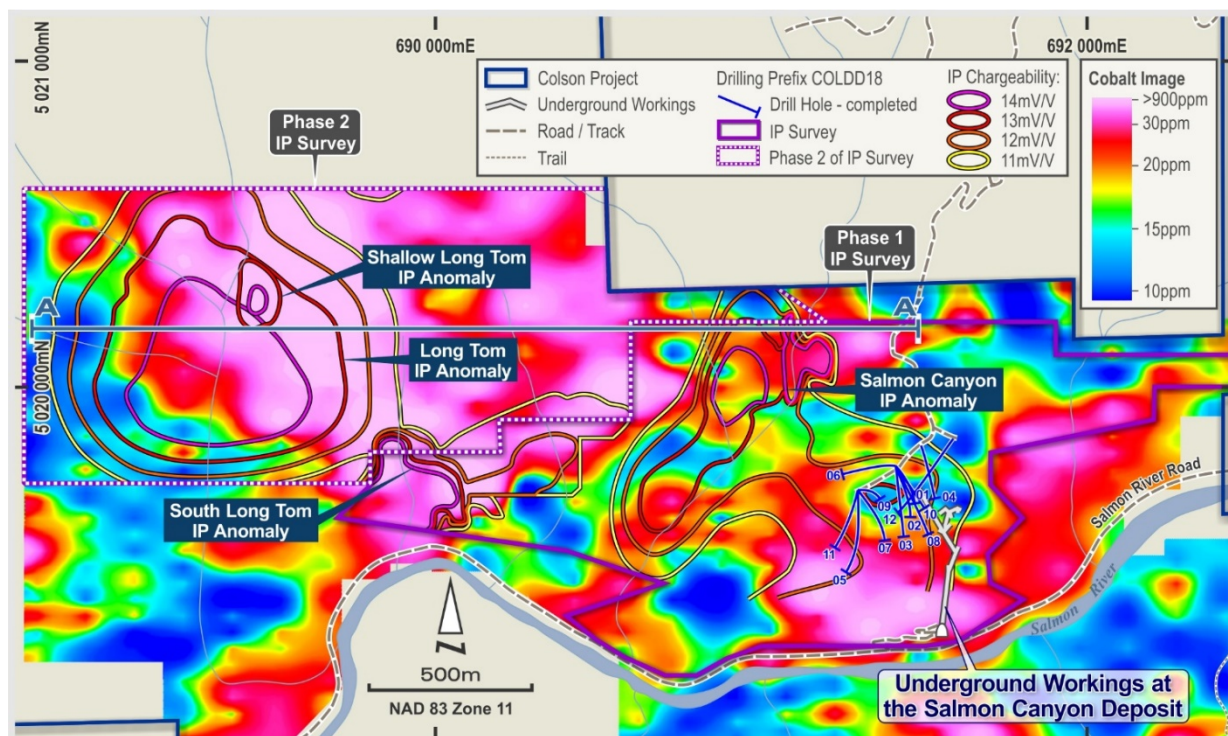 690 000mE
692 000mE
5 021 000mN
5 020 000mN
Colson Project
Underground Workings
Road / Track
Trail
Drilling Prefix COLDD18
Drill Hole - completed
IP Survey
Phase 2 of IP Survey
IP Chargeability:
14mV/V
13mV/V
12mV/V
11mV/V
Cobalt Image
>900ppm
30ppm
20ppm
15ppm
10ppm
Phase 2
IP Survey
Phase 1
IP Survey
Shallow Long Tom
IP Anomaly
A
A'
Long Tom
IP Anomaly
Salmon Canyon
IP Anomaly
South Long Tom
IP Anomaly
06
09
12
01
04
10
02
11
07
03
08
05
Salmon River Road
Salmon River
N
500m
NAD 83 Zone 11
Underground Workings at
the Salmon Canyon Deposit